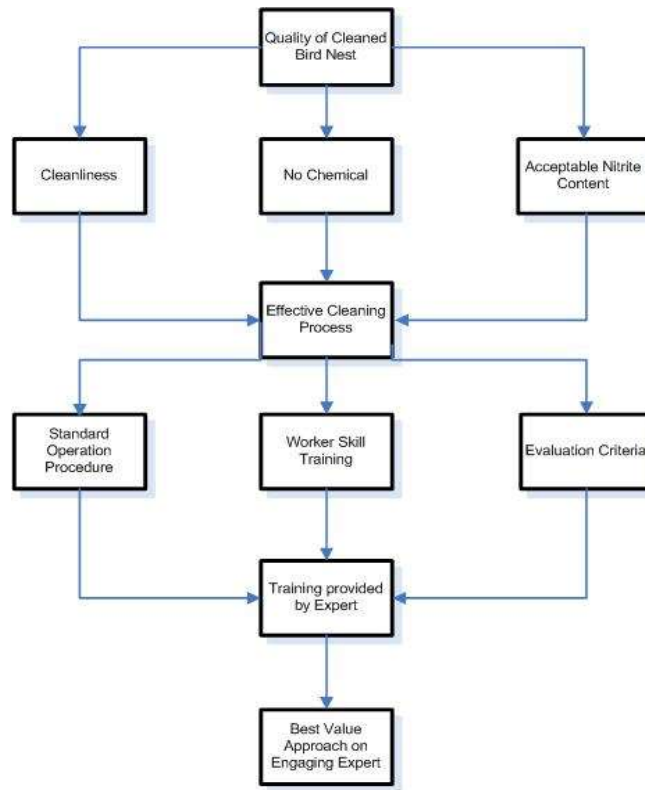 Quality of Cleaned
Bird Nest
Cleanliness
No Chemical
Acceptable Nitrite
Content
Effective Cleaning
Process
Standard
Operation
Procedure
Worker Skill
Training
Evaluation Criteria
Training provided
by Expert
Best Value
Approach on
Engaging Expert